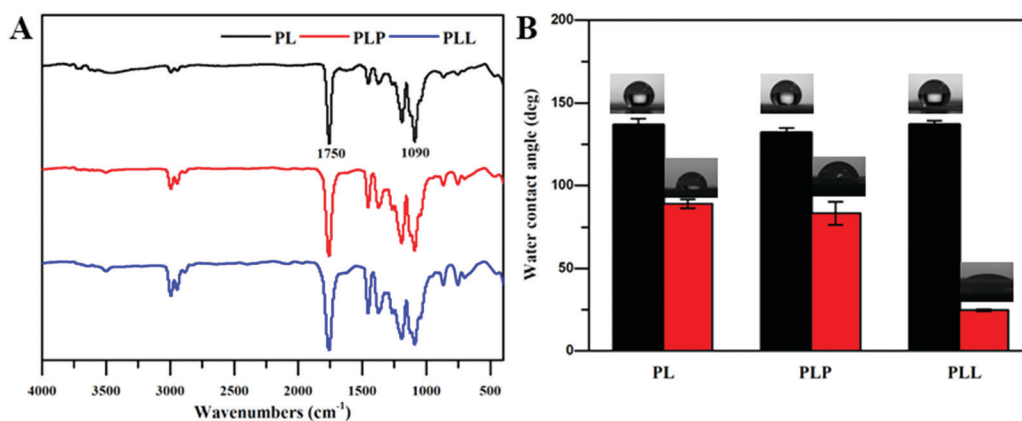 A
PL PLP PLL
1750
1090
4000 3500 3000 2500 2000 1500 1000 500
Wavenumbers (cm⁻¹)
B
Water contact angle (deg)
200
150
100
50
0
PL PLP PLL